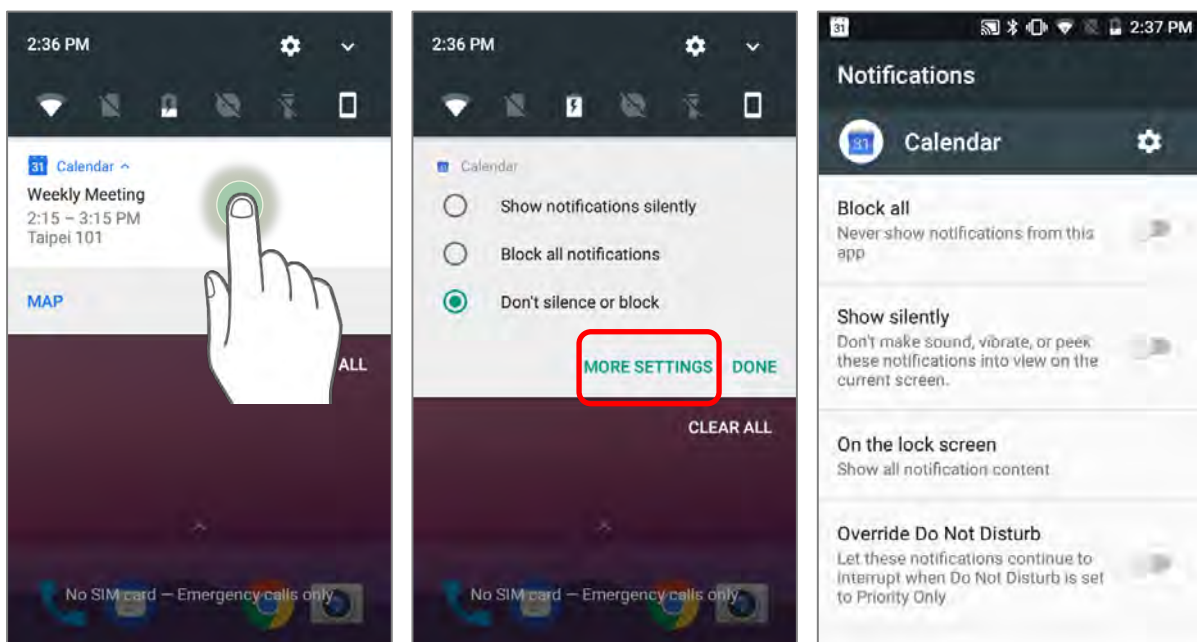 2:36 PM
31 Calendar
Weekly Meeting
2:15 – 3:15 PM
Taipei 101
MAP
ALL
No SIM card — Emergency calls only
2:36 PM
Calendar
Show notifications silently
Block all notifications
Don't silence or block
MORE SETTINGS DONE
CLEAR ALL
No SIM card — Emergency calls only
31 2:37 PM
Notifications
31 Calendar
Block all
Never show notifications from this
app
Show silently
Don't make sound, vibrate, or peek
these notifications into view on the
current screen.
On the lock screen
Show all notification content
Override Do Not Disturb
Let these notifications continue to
interrupt when Do Not Disturb is set
to Priority Only